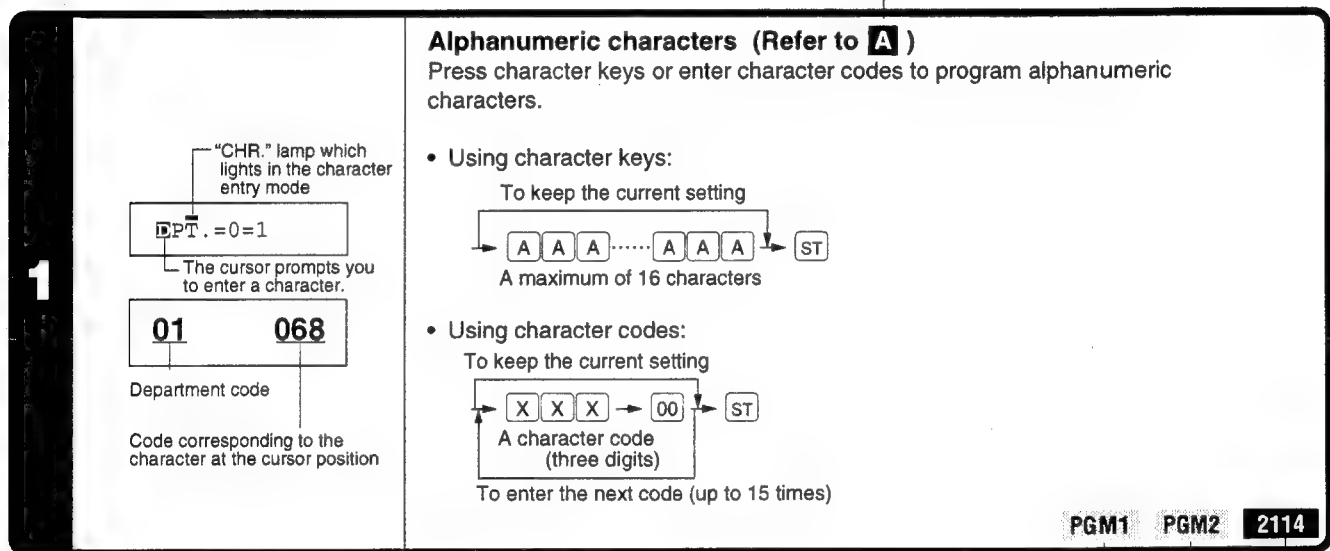 1
"CHR." lamp which
lights in the character
entry mode
DPT.=0=1
The cursor prompts you
to enter a character.
01 068
Department code
Code corresponding to the
character at the cursor position
Alphanumeric characters (Refer to A )
Press character keys or enter character codes to program alphanumeric
characters.
• Using character keys:
To keep the current setting
A A A ...... A A A ST
A maximum of 16 characters
• Using character codes:
To keep the current setting
X X X 00 ST
A character code
(three digits)
To enter the next code (up to 15 times)
PGM1 PGM2 2114